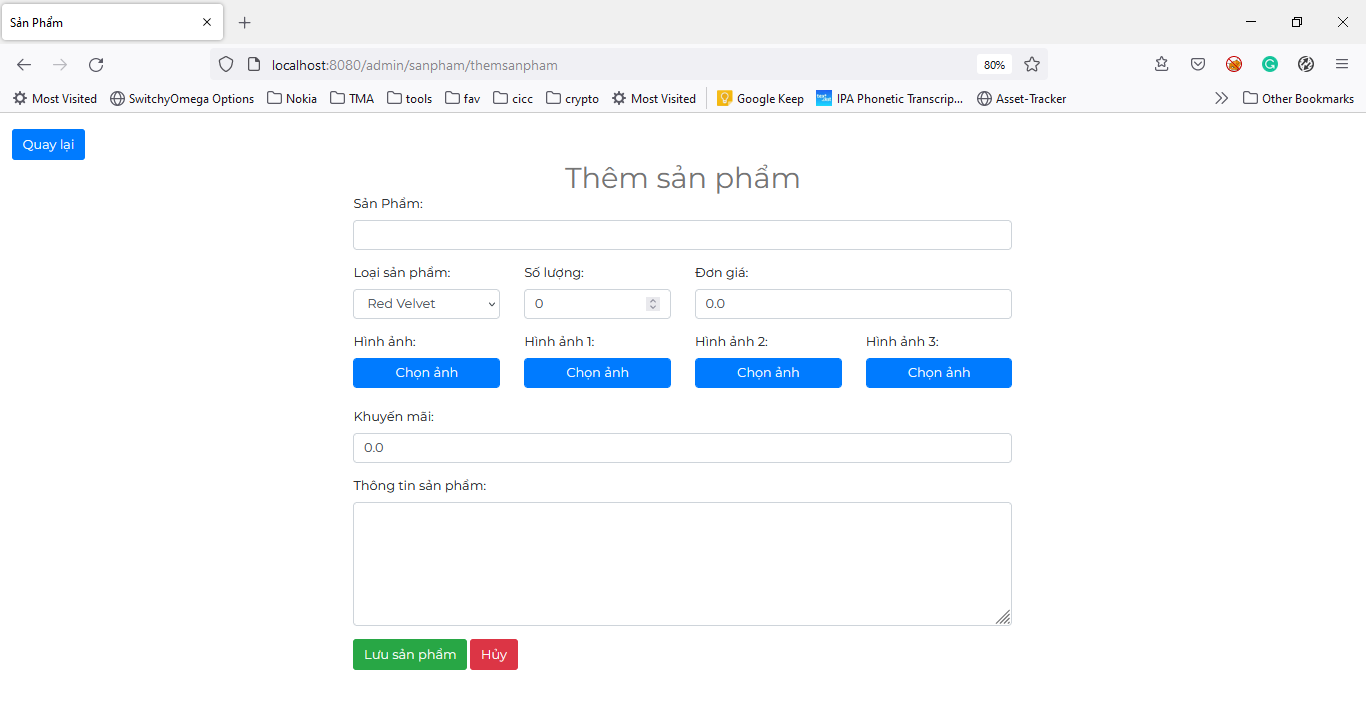 Sản Phẩm
localhost:8080/admin/sanpham/themsanpham 80%
Most Visited SwitchyOmega Options Nokia TMA tools fav cicc crypto Most Visited Google Keep IPA Phonetic Transcrip... Asset-Tracker Other Bookmarks
Quay lại
Thêm sản phẩm
Sản Phẩm:
Loại sản phẩm: Số lượng: Đơn giá:
Red Velvet 0 0.0
Hình ảnh: Hình ảnh 1: Hình ảnh 2: Hình ảnh 3:
Chọn ảnh Chọn ảnh Chọn ảnh Chọn ảnh
Khuyến mãi:
0.0
Thông tin sản phẩm:
Lưu sản phẩm Hủy